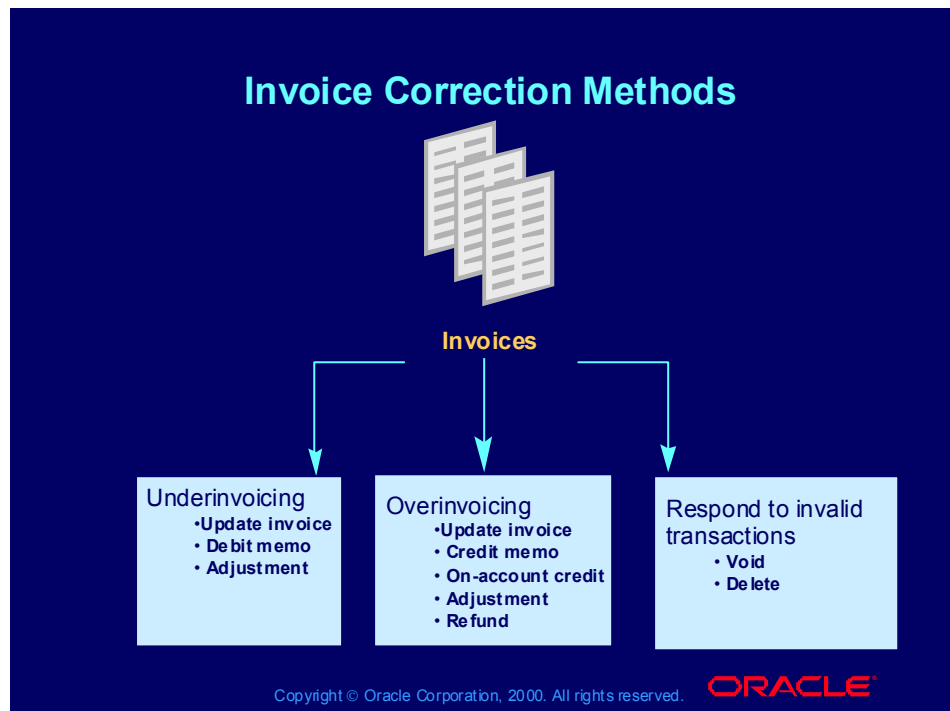 Invoice Correction Methods
Invoices
Underinvoicing
•Update invoice
• Debit memo
• Adjustment
Overinvoicing
•Update invoice
• Credit memo
• On-account credit
• Adjustment
• Refund
Respond to invalid
transactions
• Void
• Delete
Copyright © Oracle Corporation, 2000. All rights reserved.
ORACLE®